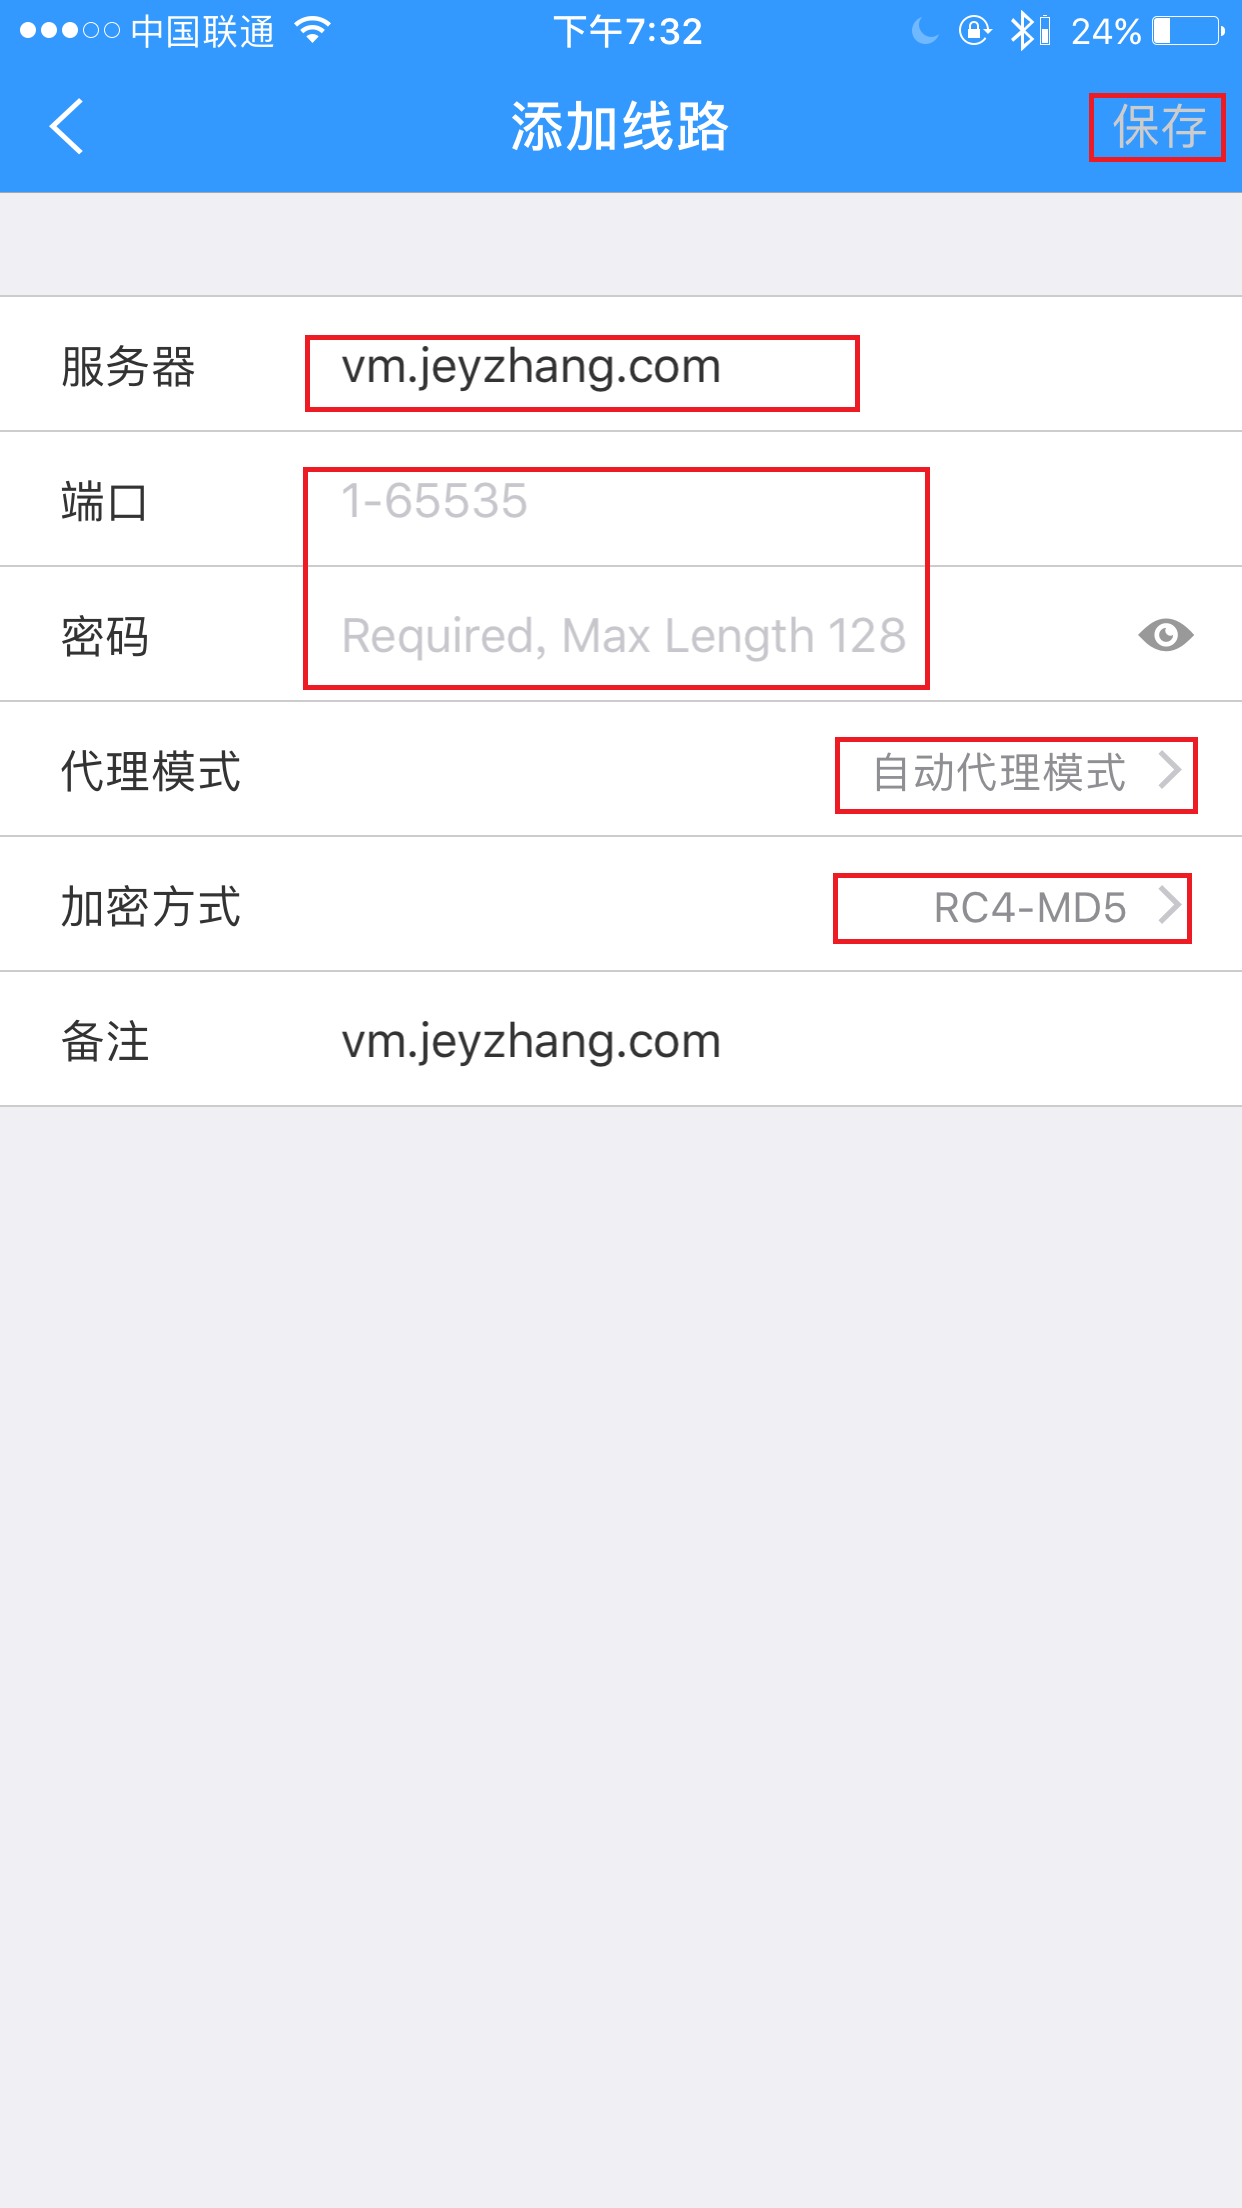 中国联通 下午7:32 24%
添加线路 保存
服务器 vm.jeyzhang.com
端口 1-65535
密码 Required, Max Length 128
代理模式 自动代理模式
加密方式 RC4-MD5
备注 vm.jeyzhang.com